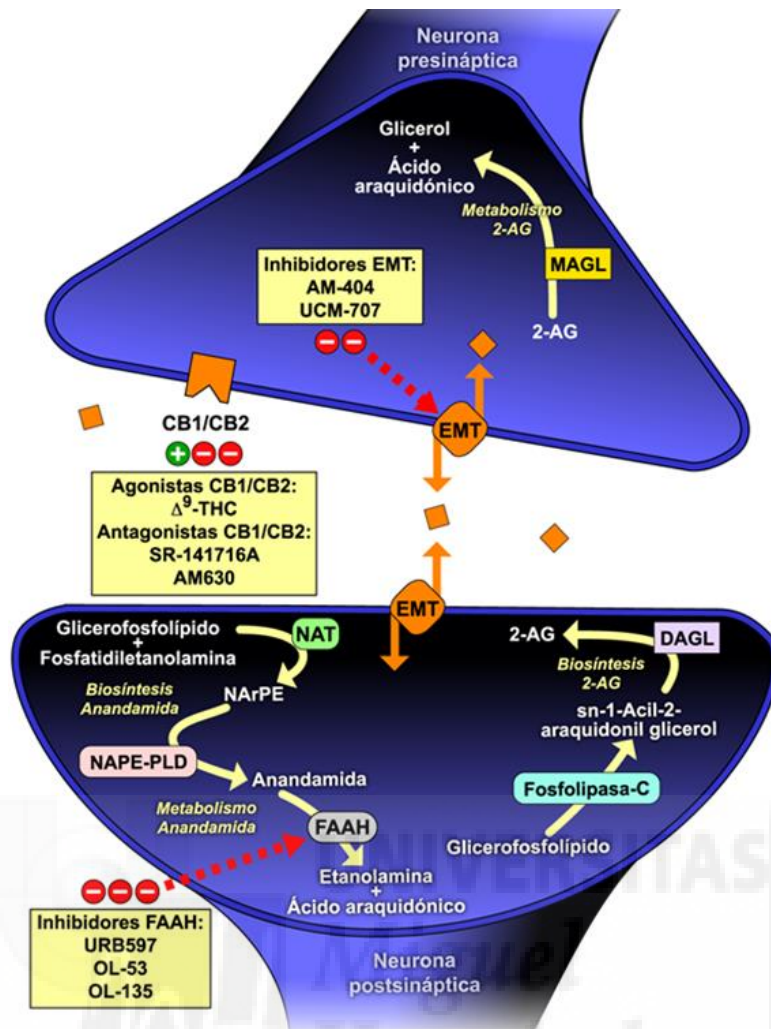 Neurona
presináptica
Glicerol
+
Ácido
araquidónico
Metabolismo
2-AG
MAGL
2-AG
Inhibidores EMT:
AM-404
UCM-707
EMT
CB1/CB2
Agonistas CB1/CB2:
Δ⁹-THC
Antagonistas CB1/CB2:
SR-141716A
AM630
EMT
Glicerofosfolípido
+
Fosfatidiletanolamina
NAT
Biosíntesis
Anandamida
NArPE
NAPE-PLD
Anandamida
Metabolismo
Anandamida
FAAH
Etanolamina
+
Ácido araquidónico
Inhibidores FAAH:
URB597
OL-53
OL-135
2-AG
DAGL
Biosíntesis
2-AG
sn-1-Acil-2-
araquidonil glicerol
Fosfolipasa-C
Glicerofosfolípido
Neurona
postsináptica
UNIVERSITAS
Miguel